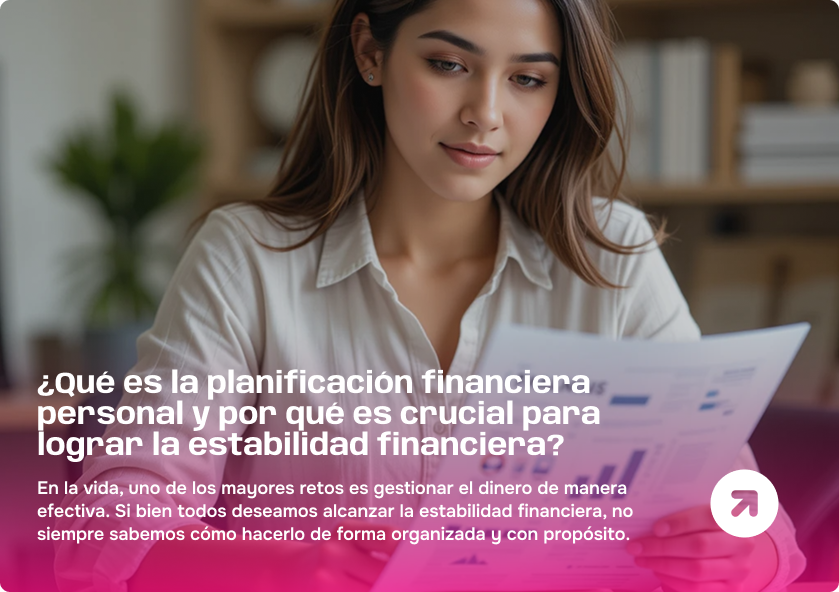 ¿Qué es la planificación financiera
personal y por qué es crucial para
lograr la estabilidad financiera?
En la vida, uno de los mayores retos es gestionar el dinero de manera
efectiva. Si bien todos deseamos alcanzar la estabilidad financiera, no
siempre sabemos cómo hacerlo de forma organizada y con propósito.